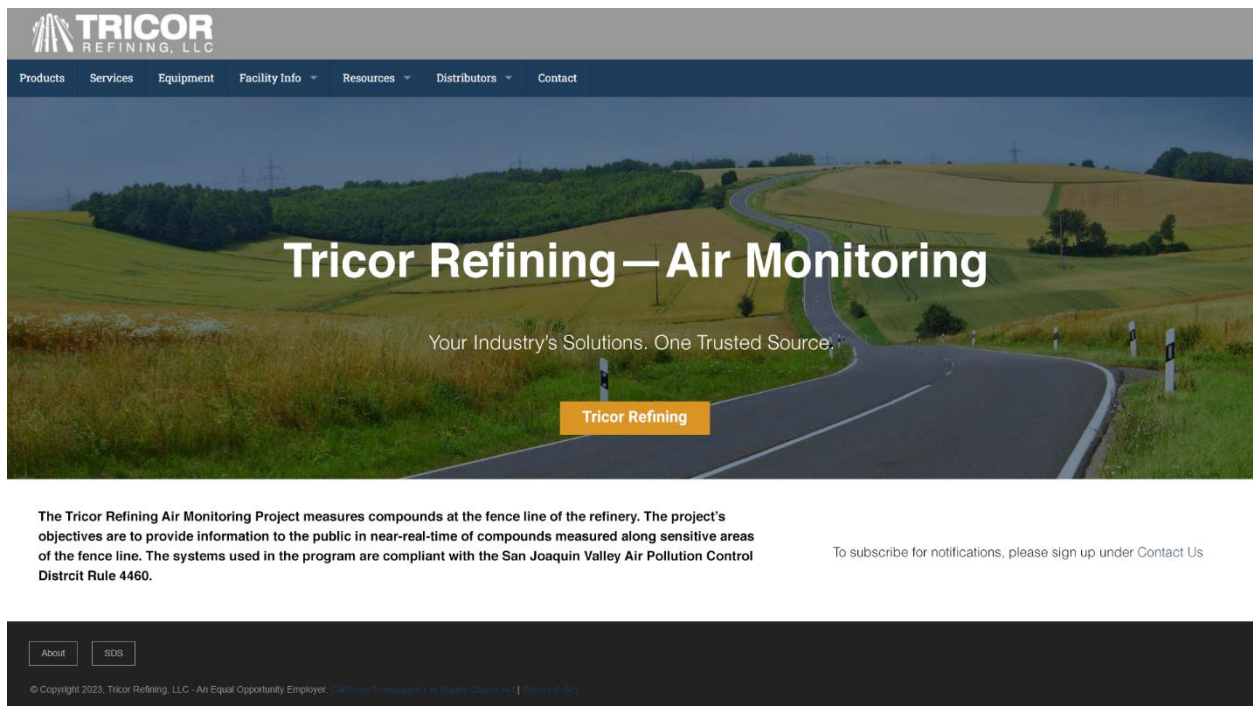 TRICOR
REFINING, LLC
Products Services Equipment Facility Info Resources Distributors Contact
Tricor Refining—Air Monitoring
Your Industry's Solutions. One Trusted Source.
Tricor Refining
The Tricor Refining Air Monitoring Project measures compounds at the fence line of the refinery. The project's
objectives are to provide information to the public in near-real-time of compounds measured along sensitive areas
of the fence line. The systems used in the program are compliant with the San Joaquin Valley Air Pollution Control
Distrcit Rule 4460.
To subscribe for notifications, please sign up under Contact Us
About SDS
© Copyright 2023, Tricor Refining, LLC - An Equal Opportunity Employer. California Transparency in Supply Chains Act | Privacy Policy